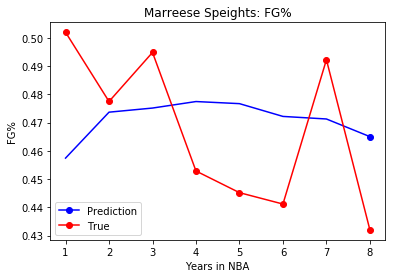 Marreese Speights: FG%
0.50
0.49
0.48
0.47
0.46
0.45
0.44
0.43
FG%
Prediction
True
1 2 3 4 5 6 7 8
Years in NBA